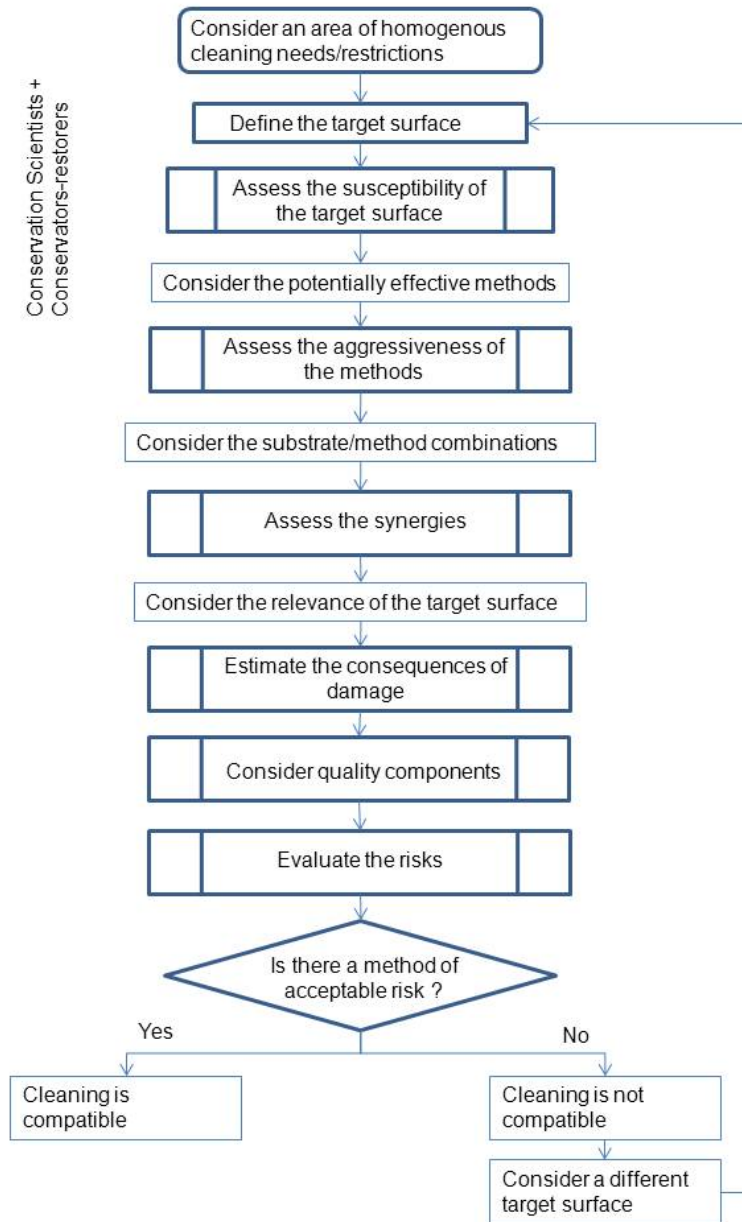 Consider an area of homogenous
cleaning needs/restrictions
Conservation Scientists +
Conservators-restorers
Define the target surface
Assess the susceptibility of
the target surface
Consider the potentially effective methods
Assess the aggressiveness of
the methods
Consider the substrate/method combinations
Assess the synergies
Consider the relevance of the target surface
Estimate the consequences of
damage
Consider quality components
Evaluate the risks
Is there a method of
acceptable risk ?
Yes
No
Cleaning is
compatible
Cleaning is not
compatible
Consider a different
target surface